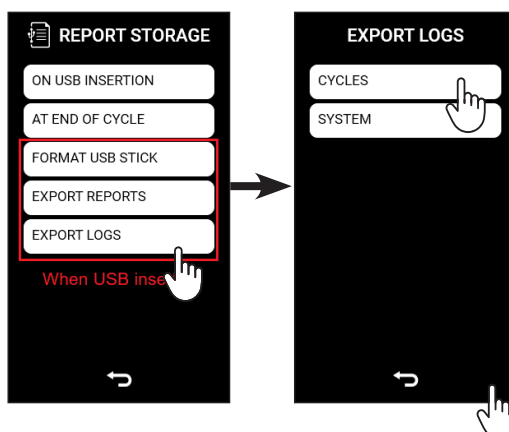 REPORT STORAGE
ON USB INSERTION
AT END OF CYCLE
FORMAT USB STICK
EXPORT REPORTS
EXPORT LOGS
When USB inse
EXPORT LOGS
CYCLES
SYSTEM